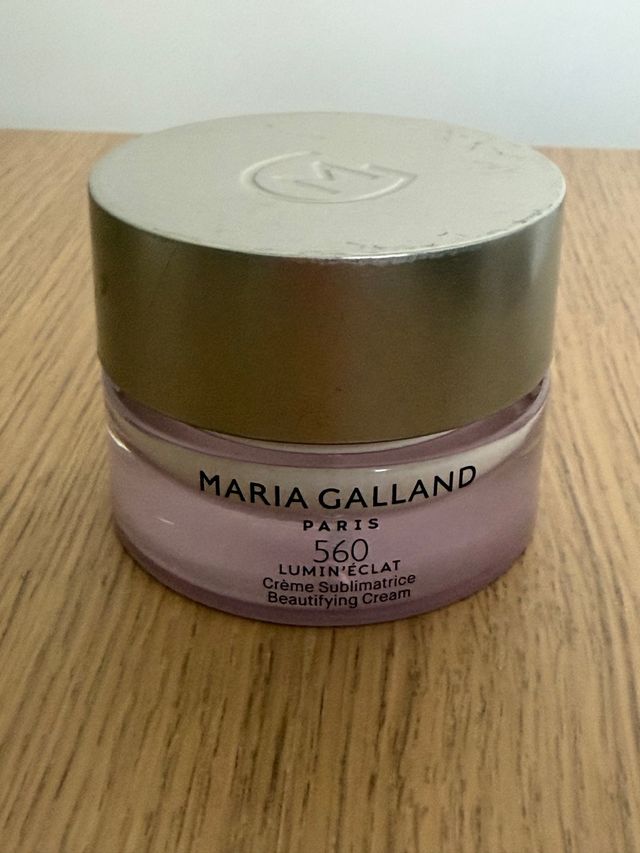 M
MARIA GALLAND
PARIS
560
LUMIN'ÉCLAT
Crème Sublimatrice
Beautifying Cream